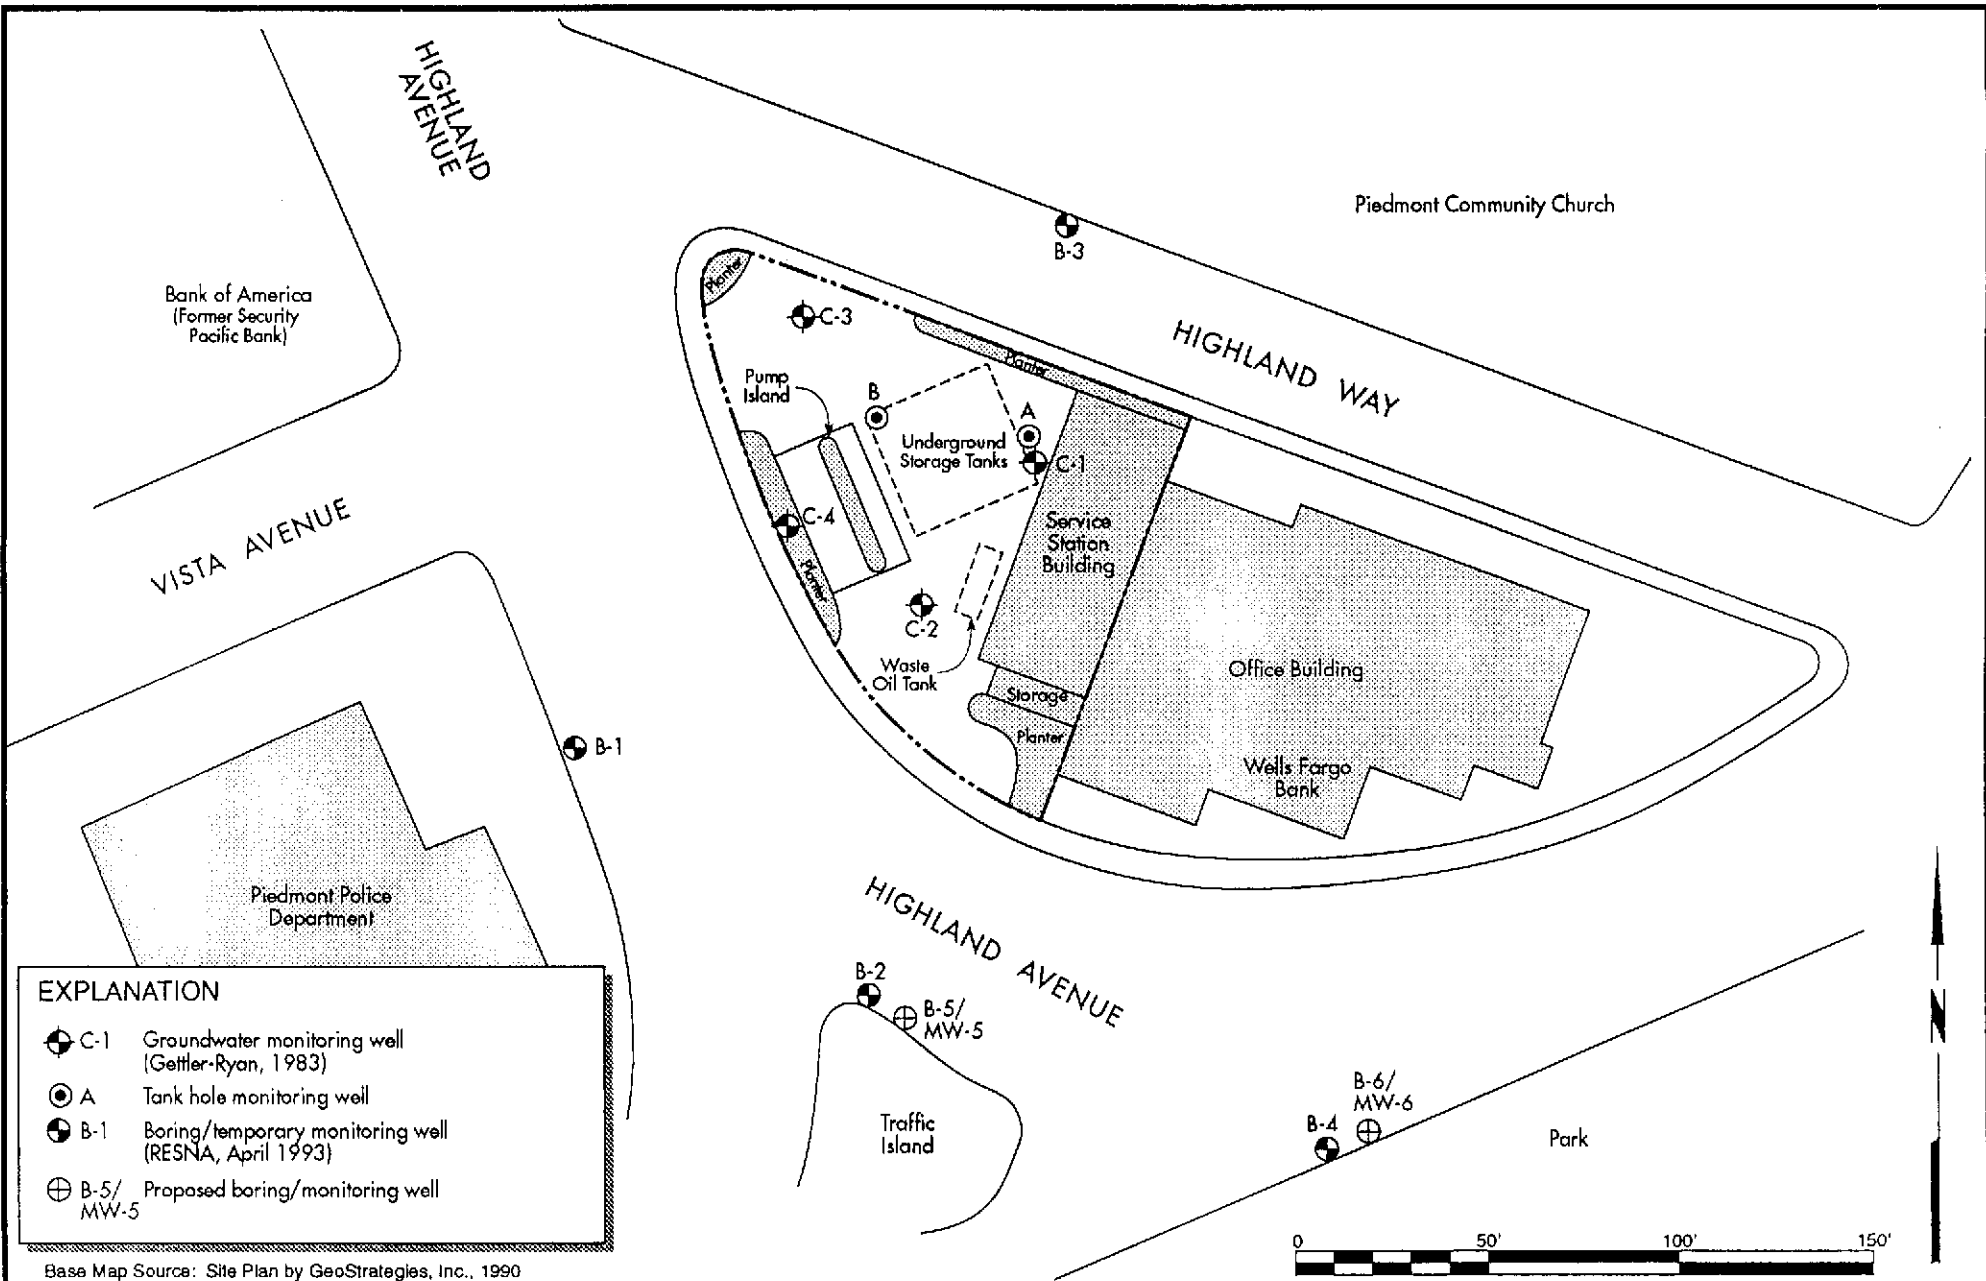 HIGHLAND
AVENUE
Piedmont Community Church
B-3
Bank of America
(Former Security
Pacific Bank)
Planter
C-3
HIGHLAND WAY
Planter
Pump
Island
B
A
Underground
Storage Tanks
C-1
C-4
Service
Station
Building
VISTA AVENUE
Planter
C-2
Waste
Oil Tank
Office Building
Storage
Planter
B-1
Wells Fargo
Bank
Piedmont Police
Department
HIGHLAND AVENUE
B-2
B-5/
MW-5
B-6/
MW-6
B-4
Traffic
Island
Park
N
EXPLANATION
C-1 Groundwater monitoring well
(Gettler-Ryan, 1983)
A Tank hole monitoring well
B-1 Boring/temporary monitoring well
(RESNA, April 1993)
B-5/ Proposed boring/monitoring well
MW-5
0 50' 100' 150'
Base Map Source: Site Plan by GeoStrategies, Inc., 1990